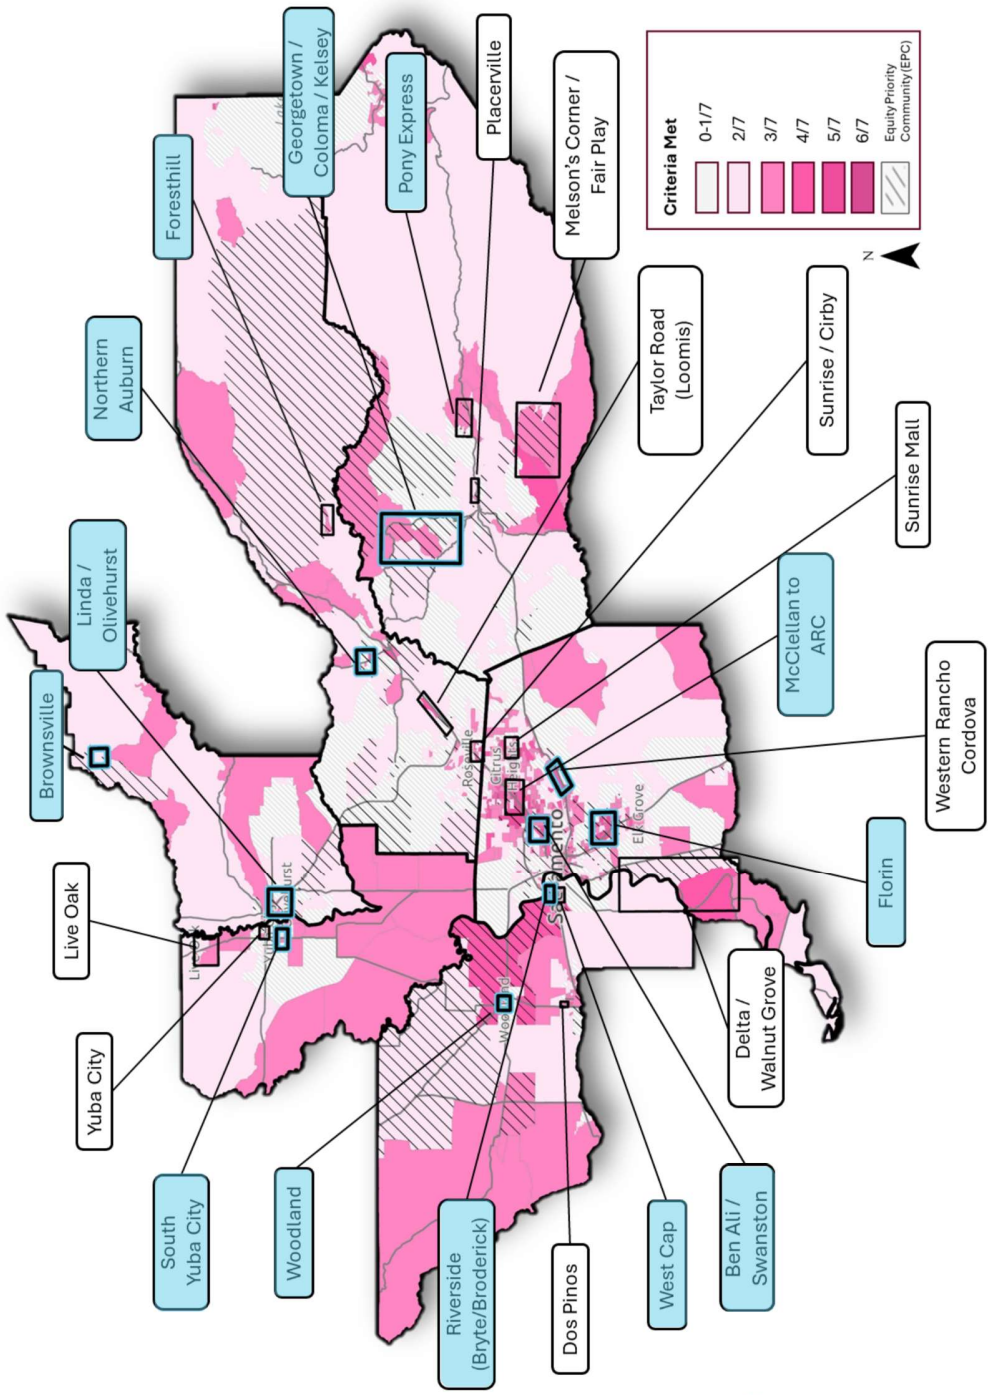 Brownsville
Linda /
Olivehurst
Northern
Auburn
Foresthill
Georgetown /
Coloma / Kelsey
Pony Express
Placerville
Melson's Corner /
Fair Play
Live Oak
Yuba City
South
Yuba City
Woodland
Riverside
(Bryte/Broderick)
Dos Pinos
West Cap
Ben Ali /
Swanston
Delta /
Walnut Grove
Florin
Western Rancho
Cordova
McClellan to
ARC
Sunrise Mall
Sunrise / Cirby
Taylor Road
(Loomis)
Roseville
Citrus
Heights
Sacramento
Elk Grove
Criteria Met
0-1/7
2/7
3/7
4/7
5/7
6/7
Equity Priority
Community (EPC)
N